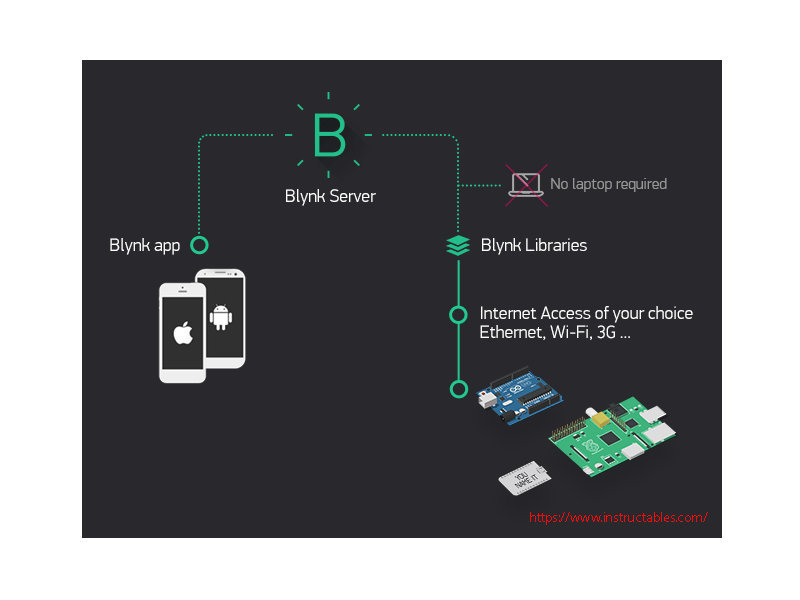 B
Blynk Server
No laptop required
Blynk app
Blynk Libraries
Internet Access of your choice
Ethernet, Wi-Fi, 3G ...
YOU
NAME IT
https://www.instructables.com/